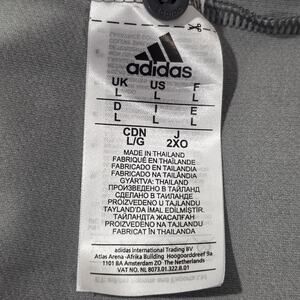 adidas
UK US F
L L L
D I E
L L L
CDN J
L/G 2XO
MADE IN THAILAND
FABRIQUÉ EN THAÏLANDE
FABRICADO EN TAILANDIA
FABRICADO NA TAILÂNDIA
GYÁRTVA: THAIFÖLD
ПРОИЗВЕДЕНО В ТАЙЛАНД
СДЕЛАНО В ТАИЛАНДЕ
PROIZVEDENO U TAJLANDU
TAYLAND'DA İMAL EDİLMİŞTİR.
ТАЙЛАНДТА ЖАСАЛҒАН
PROIZVEDENO U TAJLANDU
FABRICAT ÎN THAILANDA
adidas International Trading BV
Atlas Arena -Afrika Building Hoogoorddreef 9a
1101 BA Amsterdam ZO -The Netherlands
VAT NO. NL 8073.01.322.B.01